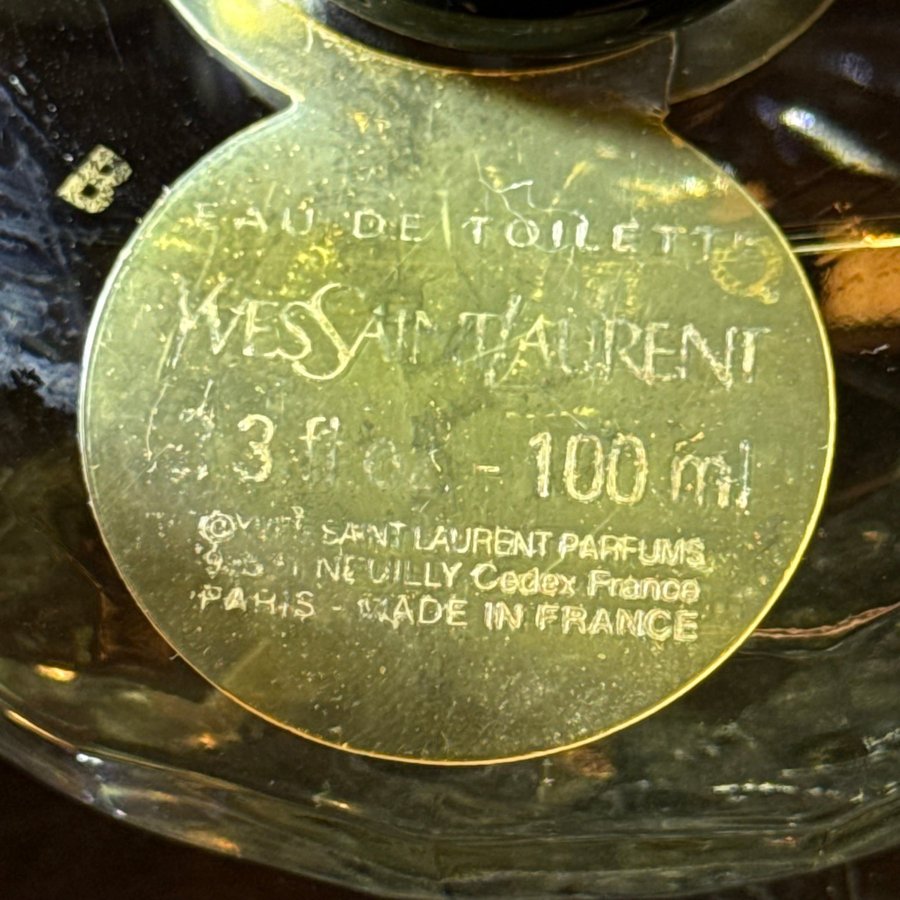 EAU DE TOILETTE
YVES SAINT LAURENT
3 fl oz - 100 ml
© YVES SAINT LAURENT PARFUMS
NEUILLY Cedex France
PARIS - MADE IN FRANCE
B